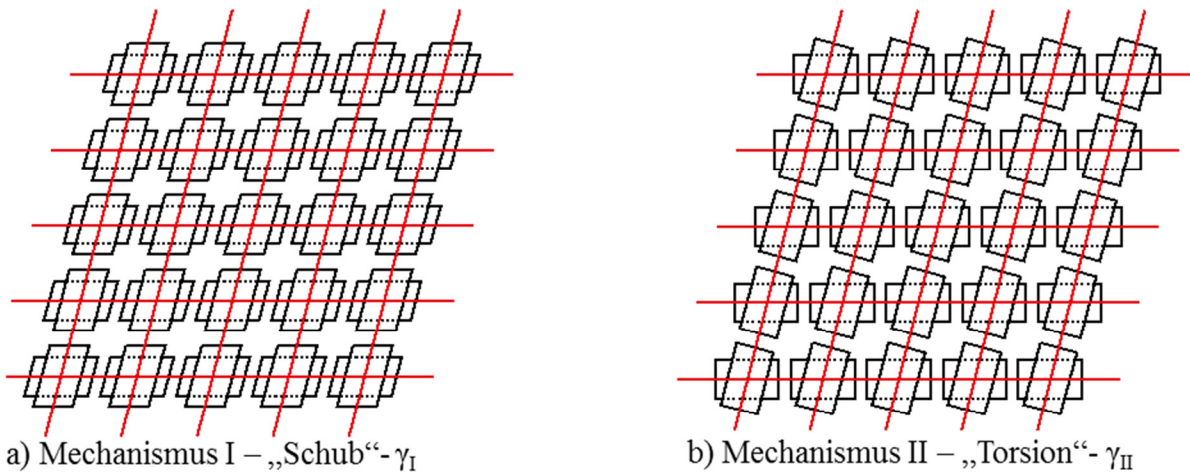 a) Mechanismus I – „Schub“- γI
b) Mechanismus II – „Torsion“- γII